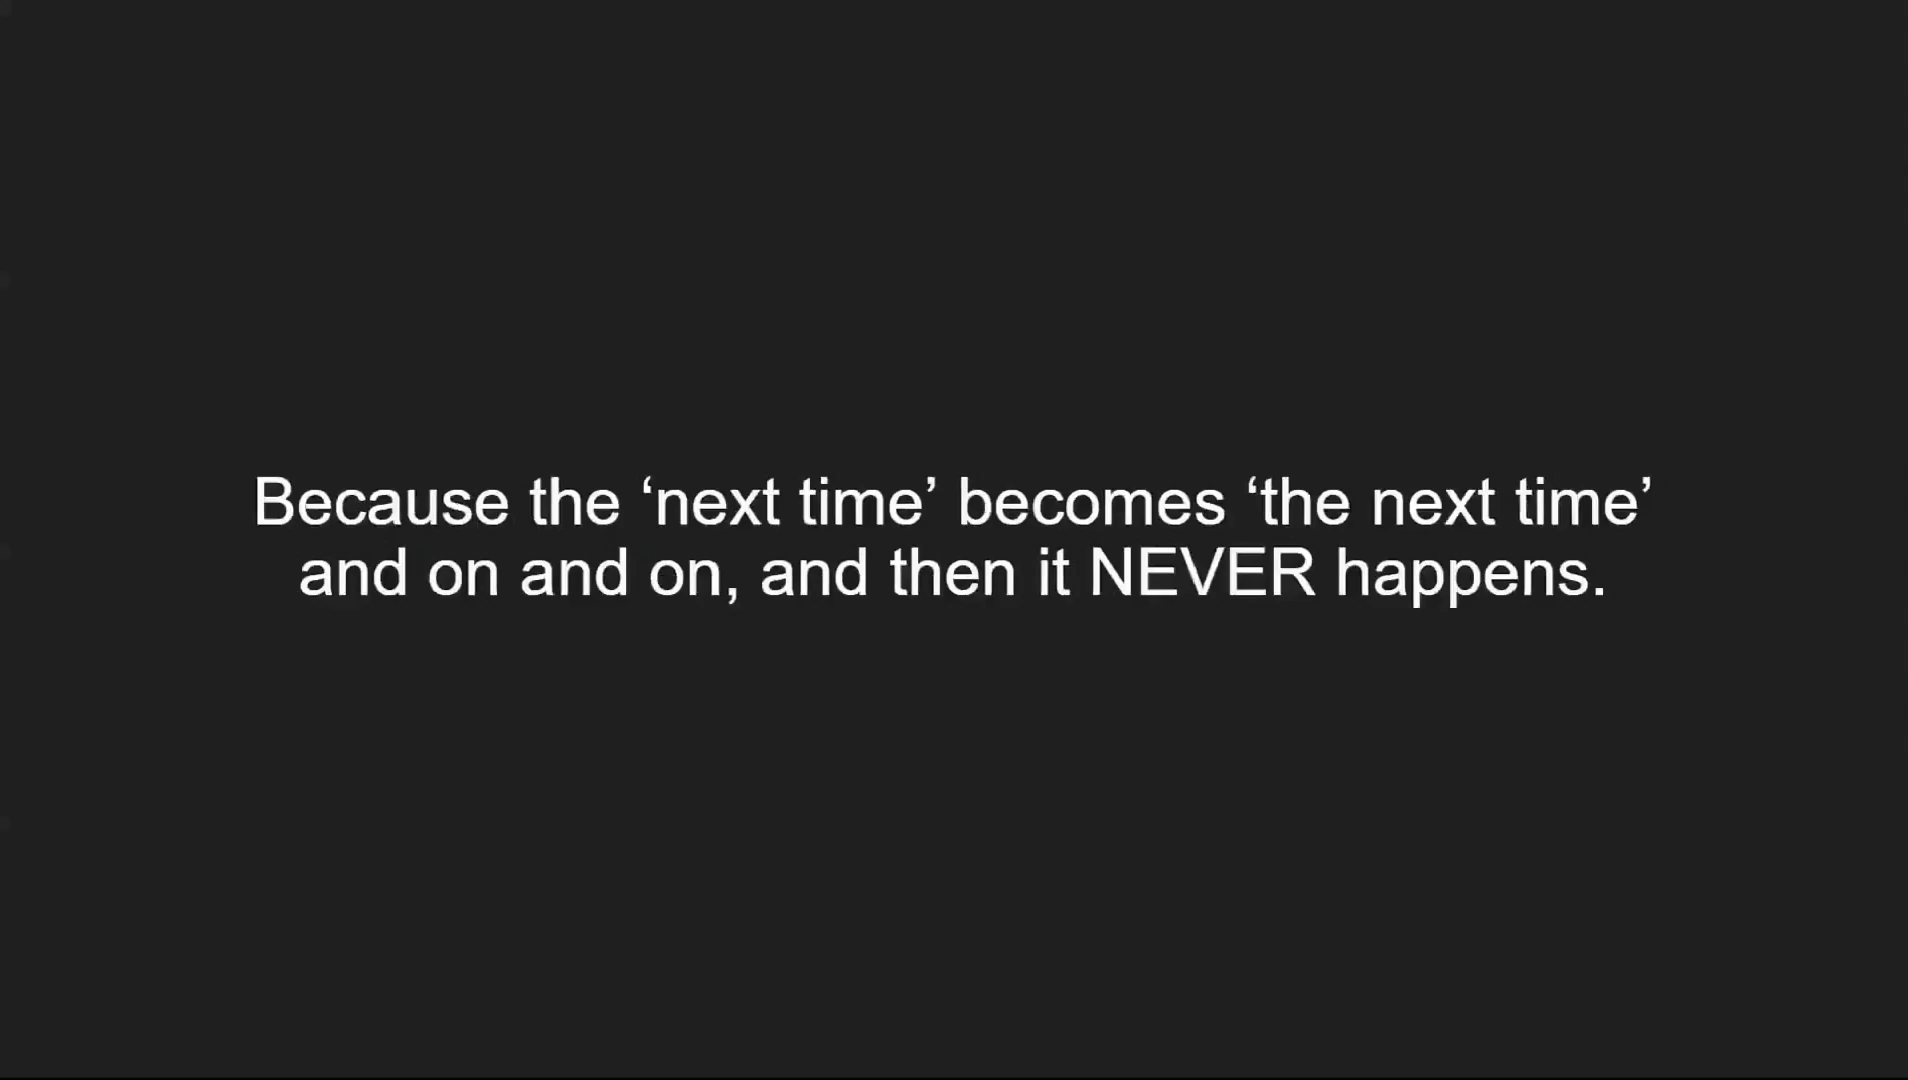 Because the ‘next time’ becomes ‘the next time’
and on and on, and then it NEVER happens.